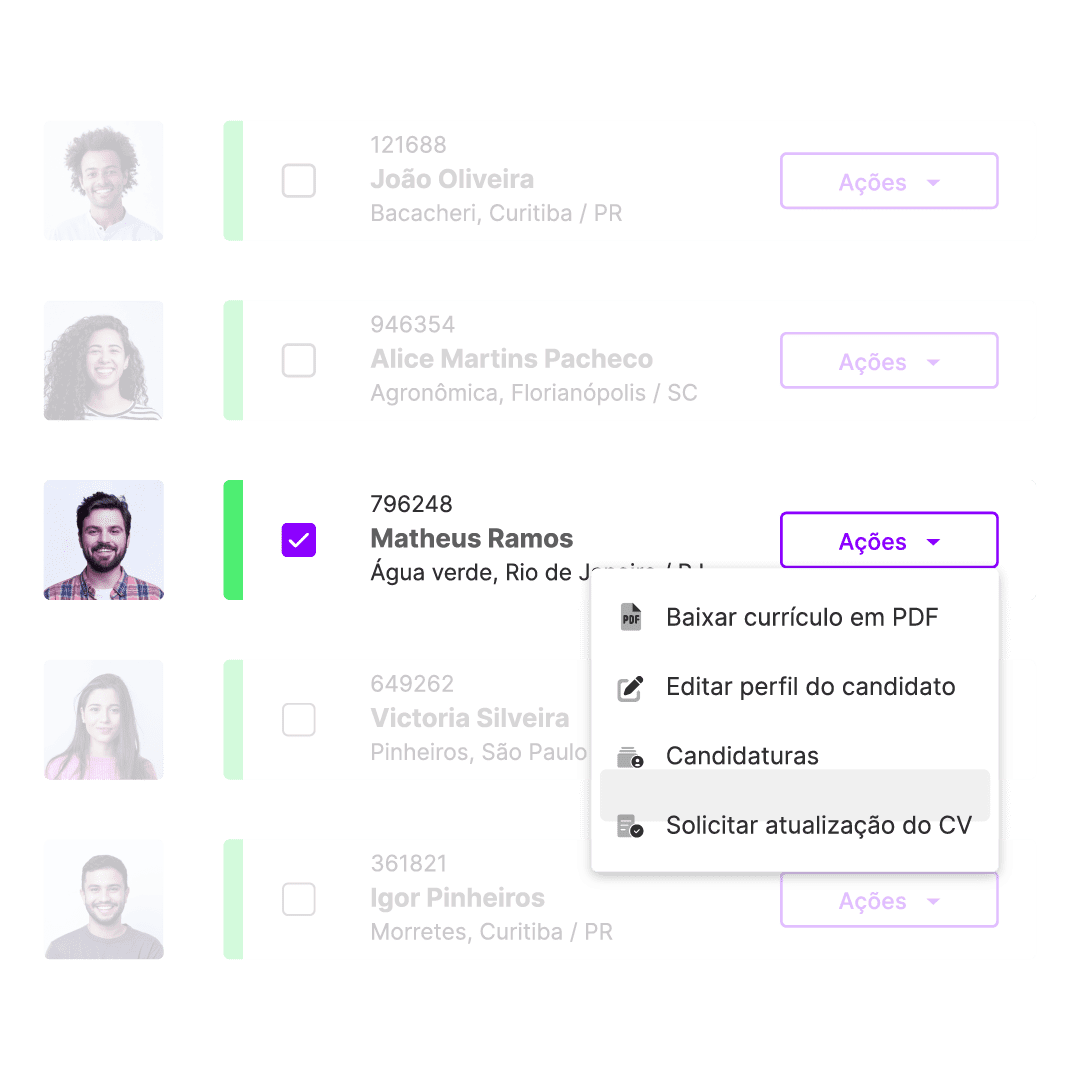 121688
João Oliveira
Bacacheri, Curitiba / PR
Ações
946354
Alice Martins Pacheco
Agronômica, Florianópolis / SC
Ações
796248
Matheus Ramos
Água verde, Rio de
Ações
PDF
Baixar currículo em PDF
Editar perfil do candidato
Candidaturas
Solicitar atualização do CV
649262
Victoria Silveira
Pinheiros, São Paulo
361821
Igor Pinheiros
Morretes, Curitiba / PR
Ações